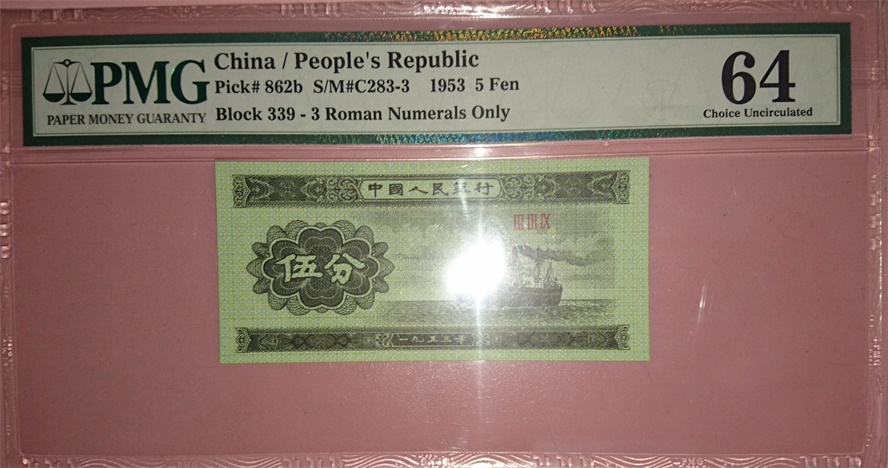 PMG
PAPER MONEY GUARANTY
China / People's Republic
Pick# 862b S/M#C283-3 1953 5 Fen
Block 339 - 3 Roman Numerals Only
64
Choice Uncirculated
中國人民銀行
III III IX
伍分
一九五三年